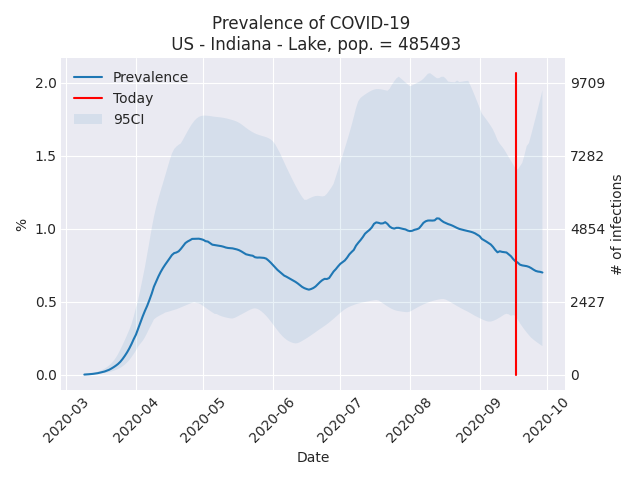 Prevalence of COVID-19
US - Indiana - Lake, pop. = 485493
Prevalence
Today
95CI
2.0
1.5
1.0
0.5
0.0
%
9709
7282
4854
2427
0
# of infections
2020-03
2020-04
2020-05
2020-06
2020-07
2020-08
2020-09
2020-10
Date